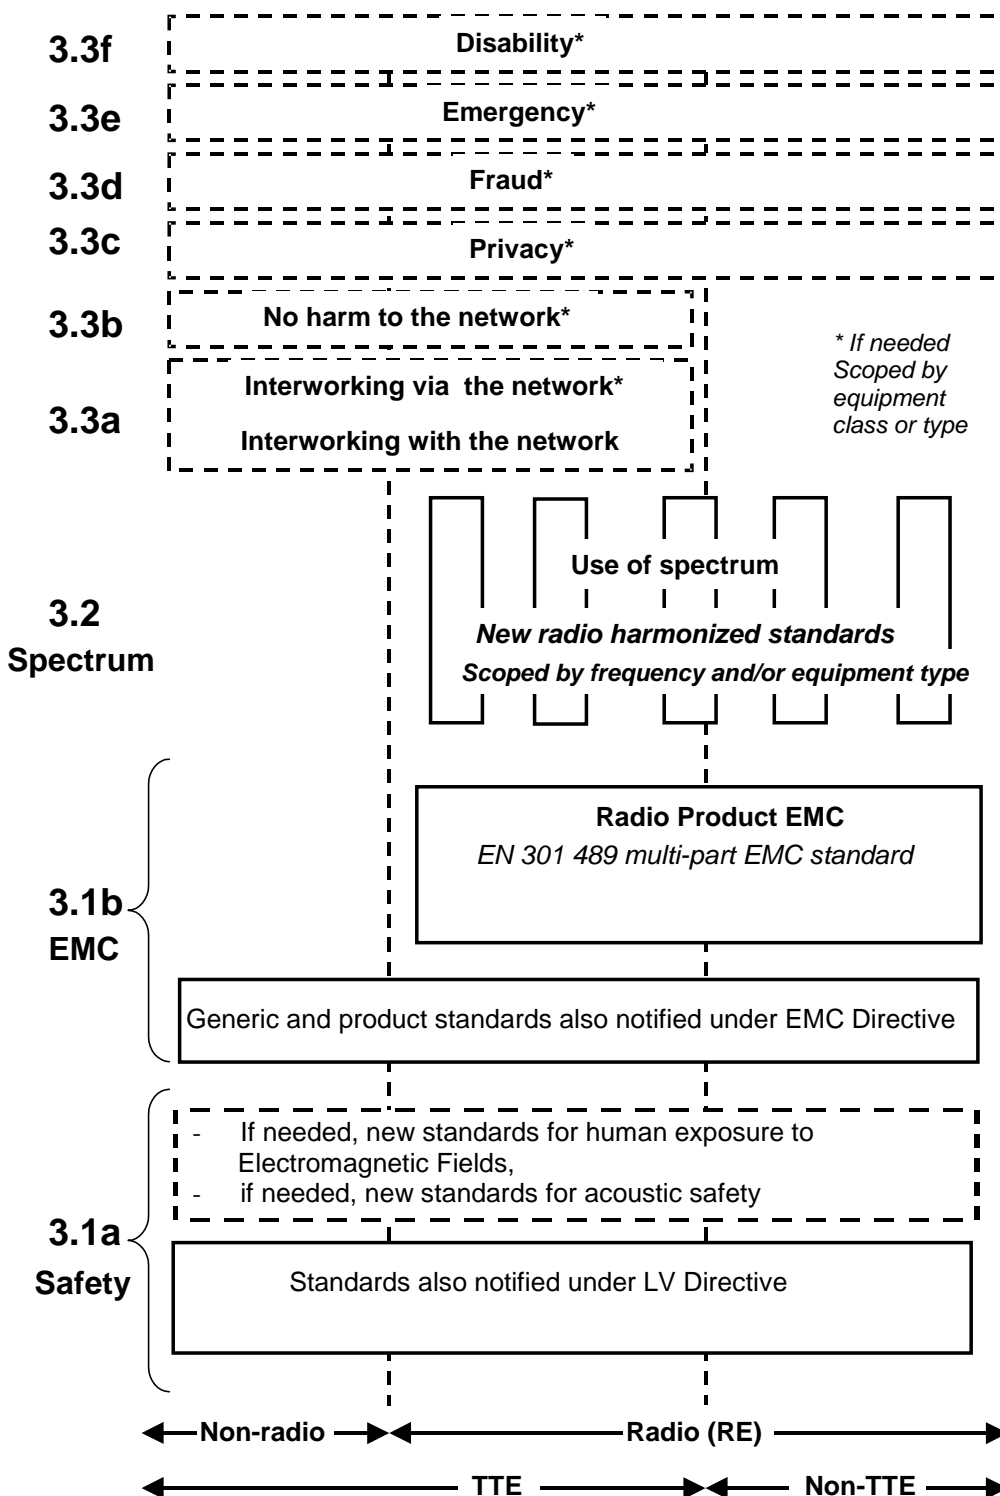 3.3f
Disability*
3.3e
Emergency*
3.3d
Fraud*
3.3c
Privacy*
3.3b
No harm to the network*
3.3a
Interworking via the network*
Interworking with the network
* If needed
Scoped by
equipment
class or type
3.2
Spectrum
Use of spectrum
New radio harmonized standards
Scoped by frequency and/or equipment type
3.1b
EMC
Radio Product EMC
EN 301 489 multi-part EMC standard
Generic and product standards also notified under EMC Directive
3.1a
Safety
- If needed, new standards for human exposure to
Electromagnetic Fields,
- if needed, new standards for acoustic safety
Standards also notified under LV Directive
Non-radio
Radio (RE)
TTE
Non-TTE